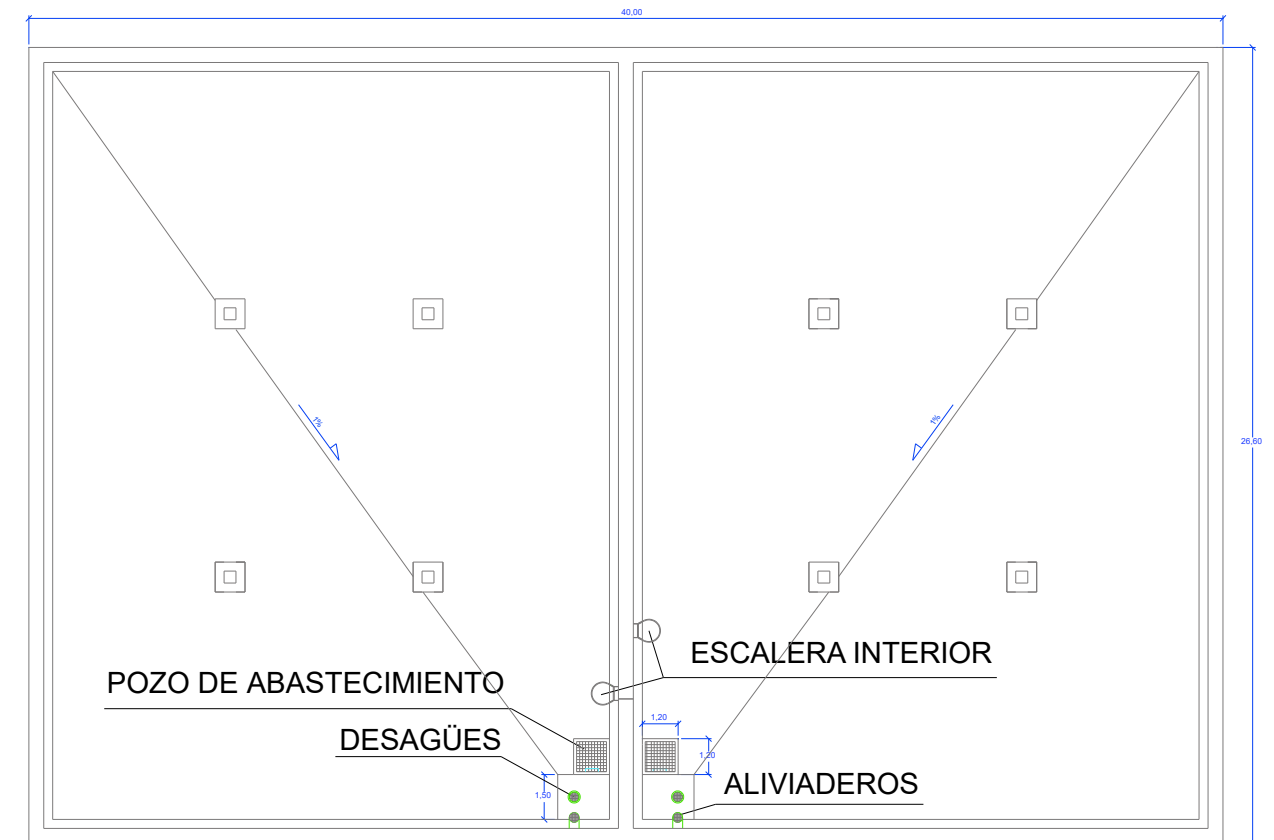 40,00
26,60
1%
1%
ESCALERA INTERIOR
POZO DE ABASTECIMIENTO
1,20
DESAGÜES
1,20
ALIVIADEROS
1,50